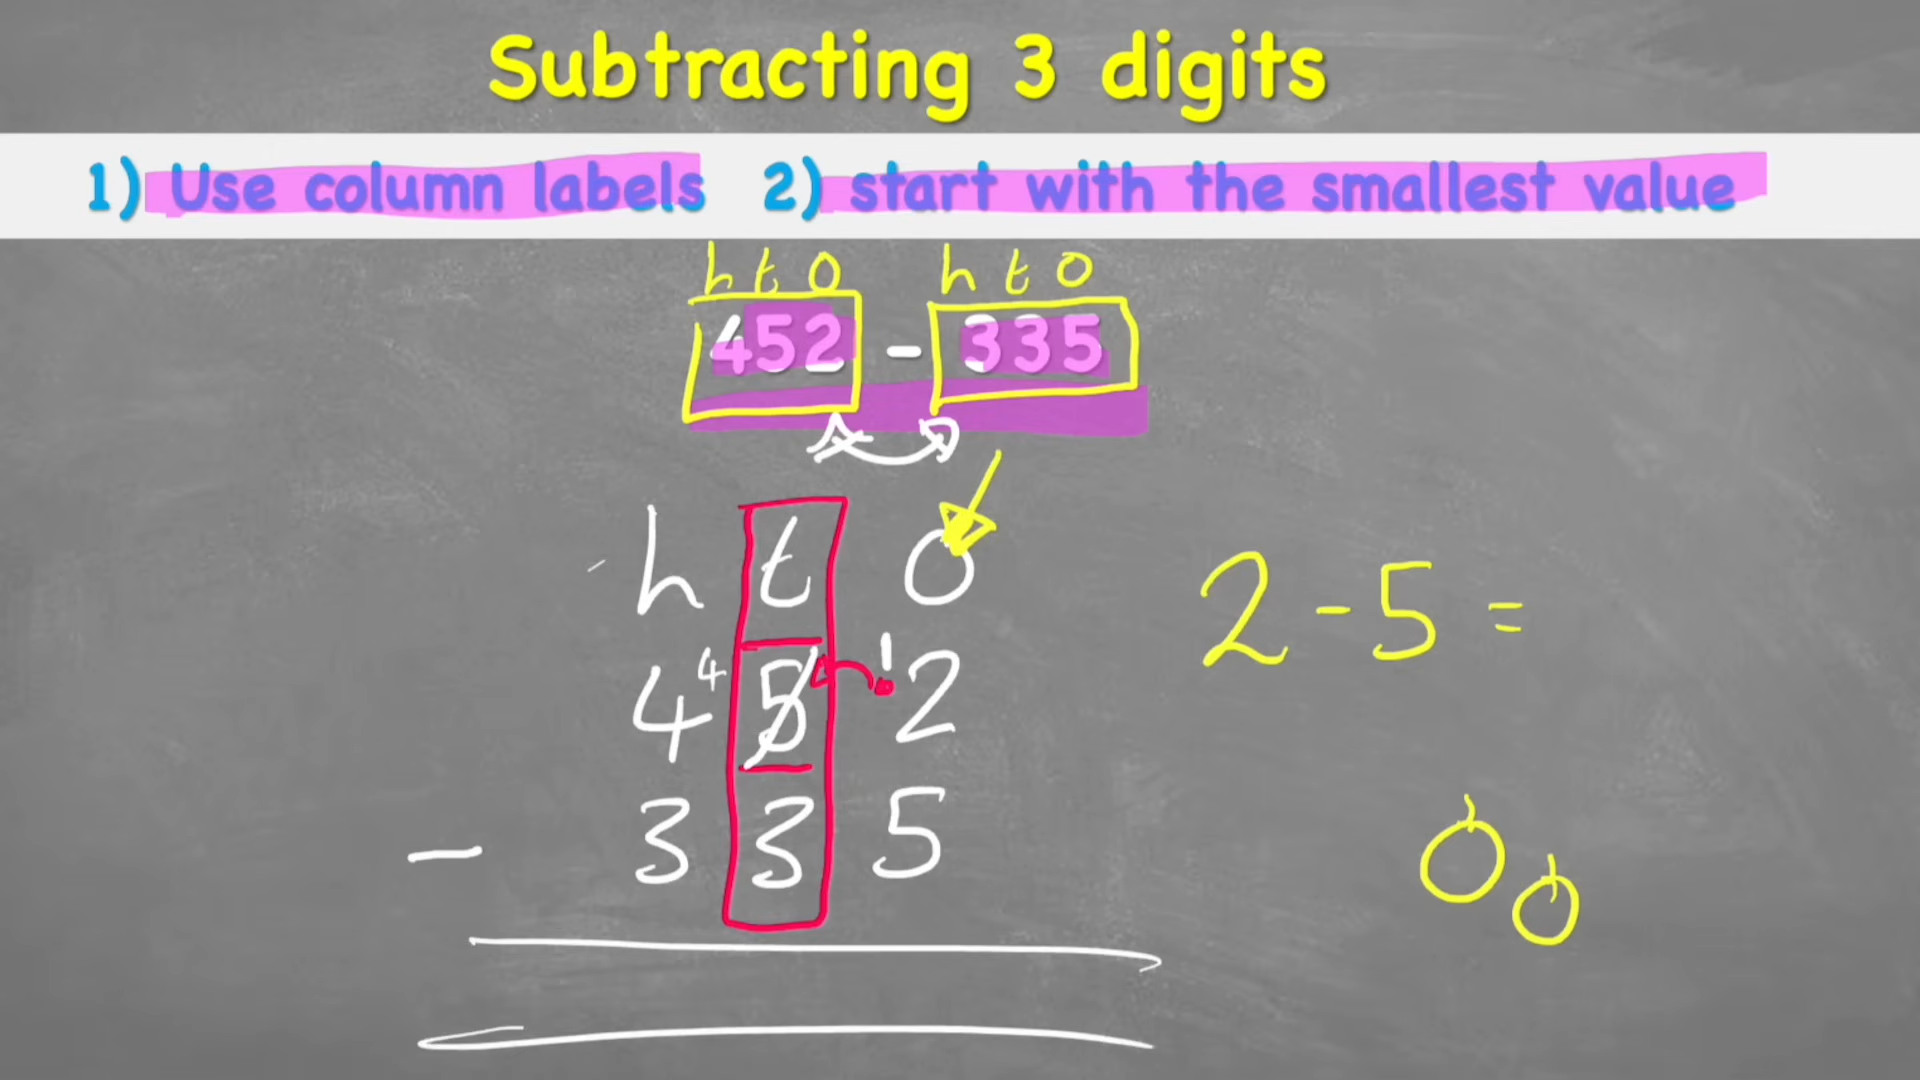 Subtracting 3 digits
1) Use column labels 2) start with the smallest value
h t o h t o
452 - 335
h t o
4 4 5 1 2
- 3 3 5
2 - 5 =